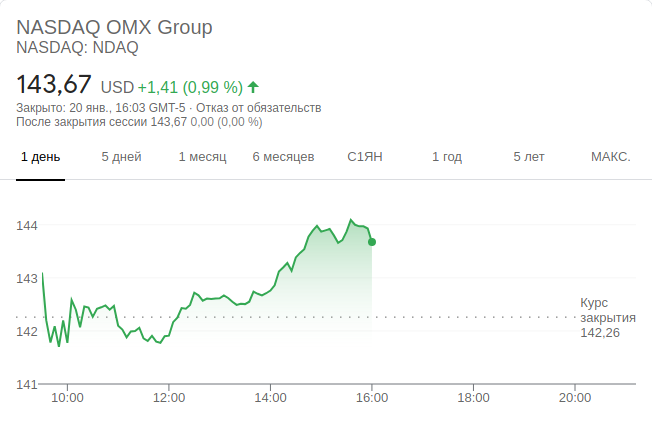 NASDAQ OMX Group
NASDAQ: NDAQ
143,67 USD +1,41 (0,99 %)
Закрыто: 20 янв., 16:03 GMT-5 · Отказ от обязательств
После закрытия сессии 143,67 0,00 (0,00 %)
1 день 5 дней 1 месяц 6 месяцев С1ЯН 1 год 5 лет МАКС.
144
143
142
141
Курс
закрытия
142,26
10:00 12:00 14:00 16:00 18:00 20:00